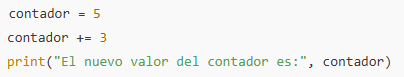 contador = 5
contador += 3
print("El nuevo valor del contador es:", contador)